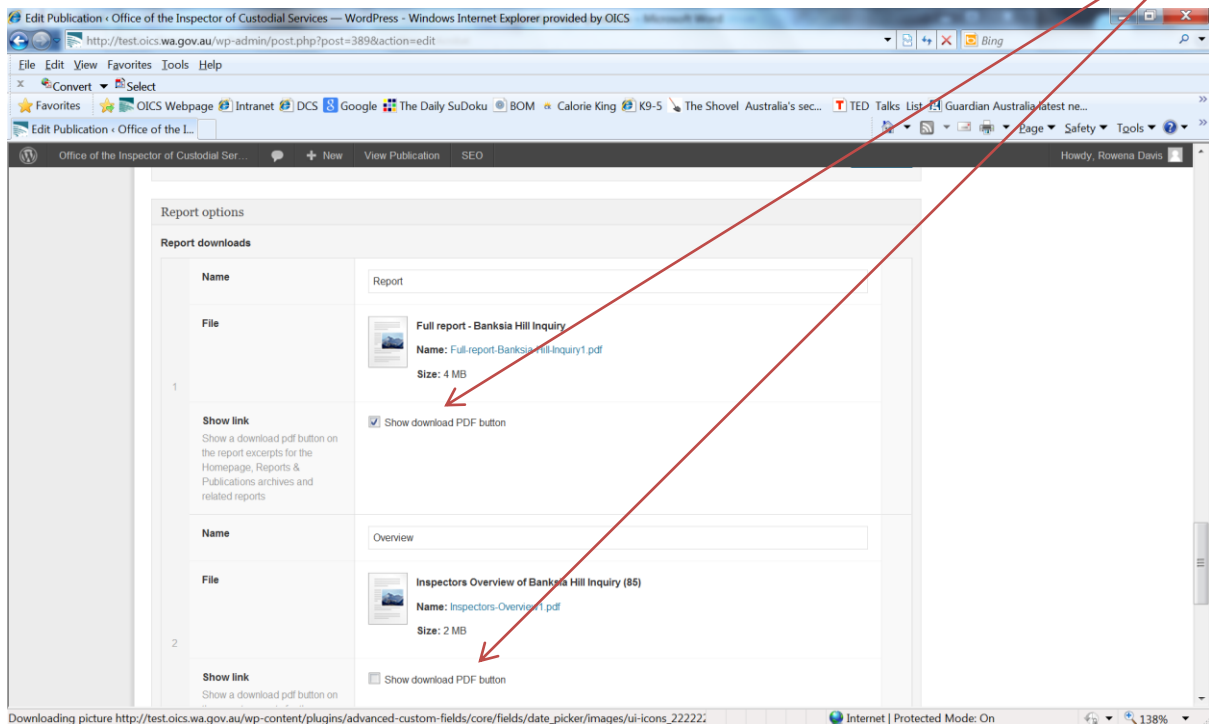 Edit Publication ‹ Office of the Inspector of Custodial Services — WordPress - Windows Internet Explorer provided by OICS
http://test.oics.wa.gov.au/wp-admin/post.php?post=389&action=edit
Bing
File Edit View Favorites Tools Help
x Convert Select
Favorites OICS Webpage Intranet DCS Google The Daily SuDoku BOM Calorie King K9-5 The Shovel Australia's sec... TED Talks List Guardian Australia latest ne... »
Edit Publication ‹ Office of the I... Page Safety Tools »
Office of the Inspector of Custodial Ser... + New View Publication SEO Howdy, Rowena Davis
Report options
Report downloads
1
Name
Report
File
Full report - Banksia Hill Inquiry
Name: Full-report-Banksia-Hill-Inquiry1.pdf
Size: 4 MB
Show link
Show download PDF button
Show a download pdf button on
the report excerpts for the
Homepage, Reports &
Publications archives and
related reports
2
Name
Overview
File
Inspectors Overview of Banksia Hill Inquiry (85)
Name: Inspectors-Overview1.pdf
Size: 2 MB
Show link
Show download PDF button
Show a download pdf button on
Downloading picture http://test.oics.wa.gov.au/wp-content/plugins/advanced-custom-fields/core/fields/date_picker/images/ui-icons_22222 Internet | Protected Mode: On 138%